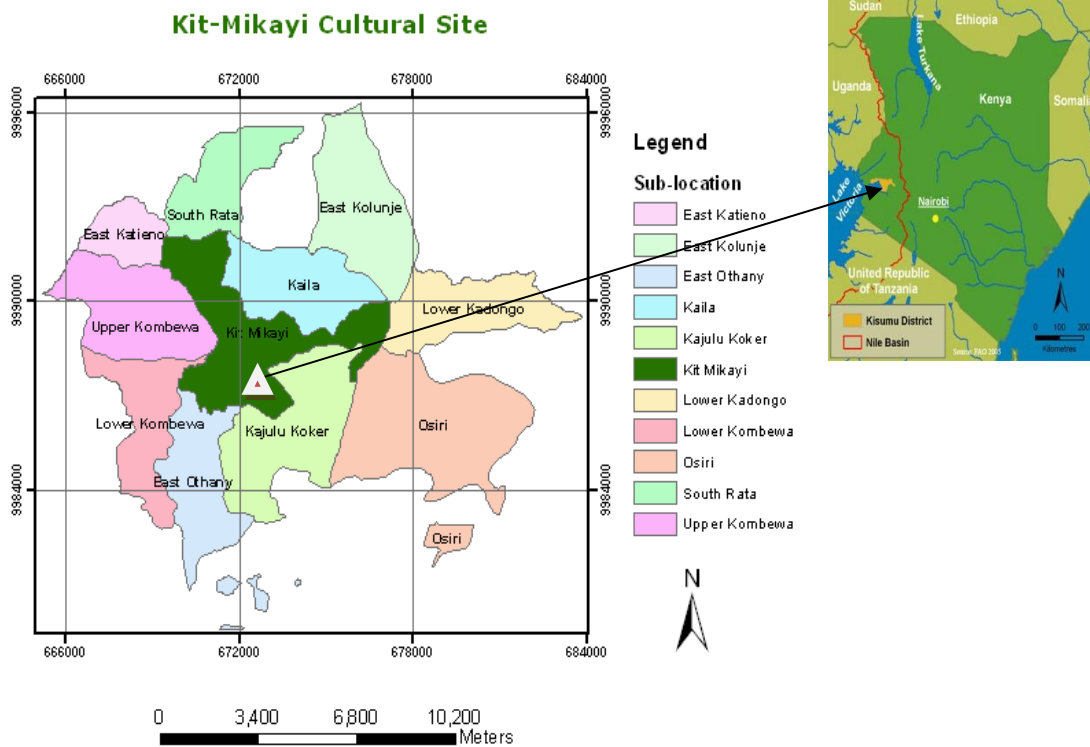 Kit-Mikayi Cultural Site
666000
672000
678000
684000
9996000
9990000
9984000
9996000
9990000
9984000
666000
672000
678000
684000
South Rata
East Kolunje
East Katieno
Kaila
Upper Kombewa
Kit Mikayi
Lower Kadongo
Lower Kombewa
Kajulu Koker
Osiri
East Othany
Osiri
0
3,400
6,800
10,200
Meters
Legend
Sub-location
East Katieno
East Kolunje
East Othany
Kaila
Kajulu Koker
Kit Mikayi
Lower Kadongo
Lower Kombewa
Osiri
South Rata
Upper Kombewa
N
Sudan
Ethiopia
Lake Turkana
Uganda
Kenya
Somalia
Lake
Victoria
Nairobi
United Republic
of Tanzania
N
Kisumu District
Nile Basin
0 100 200
Kilometres
Source: FAO 2005